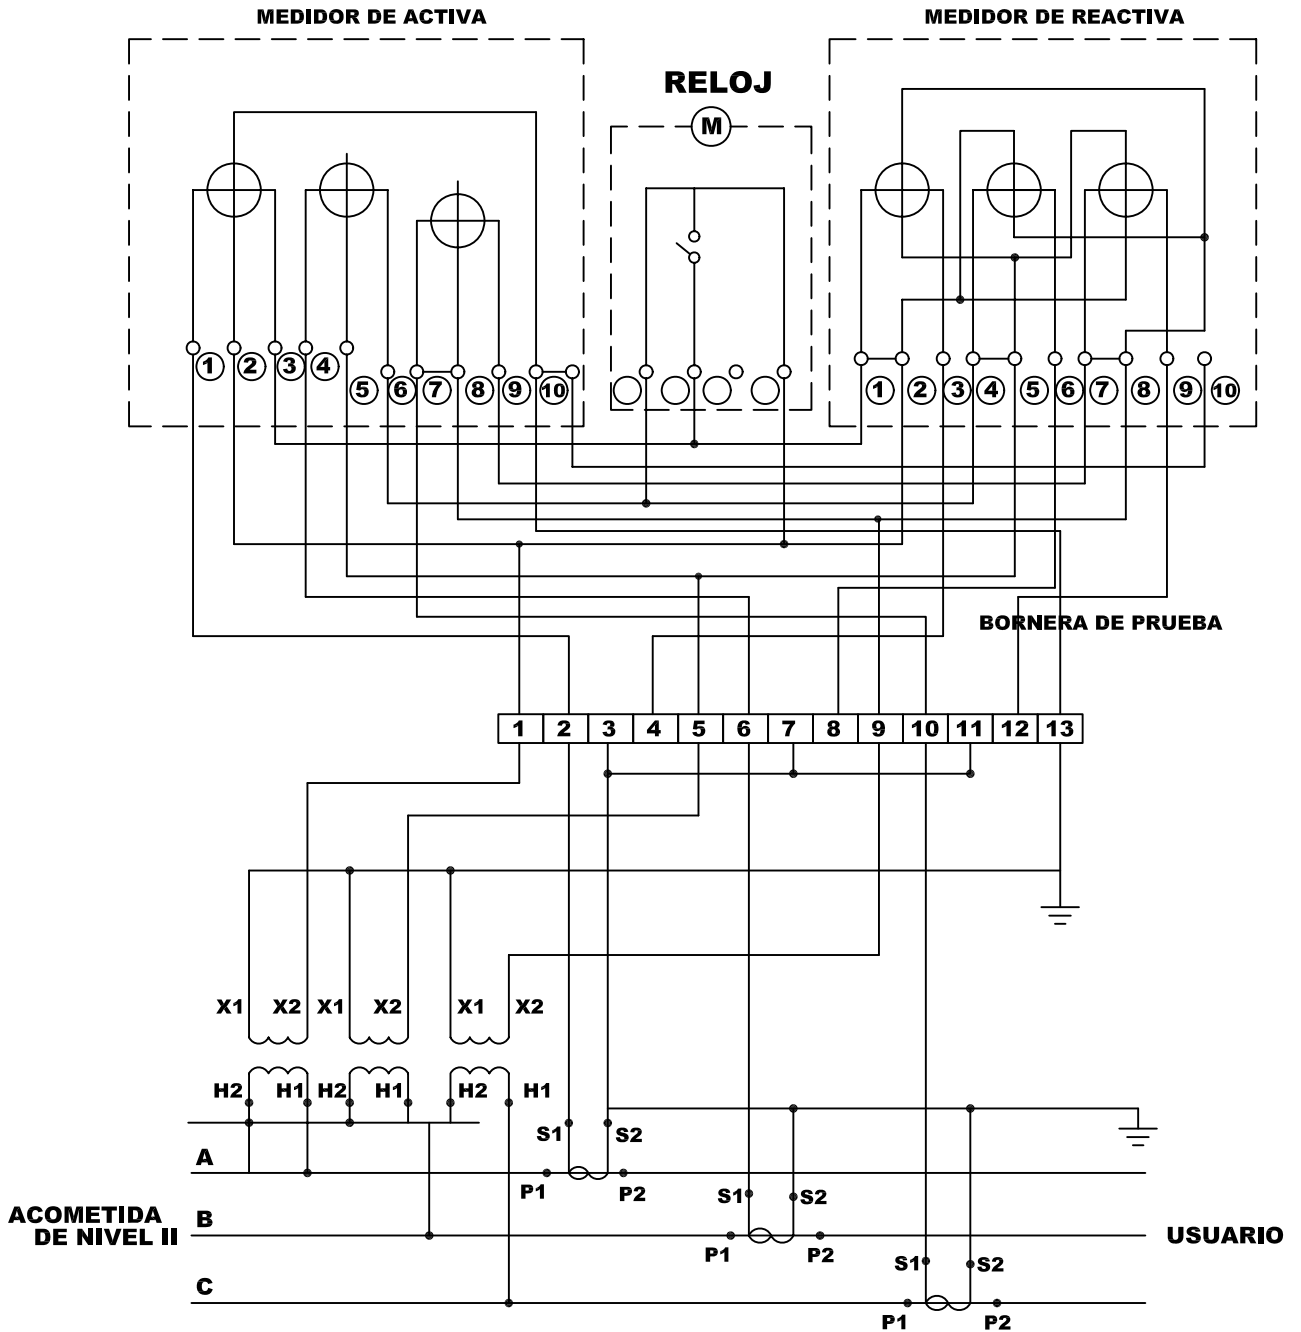 MEDIDOR DE ACTIVA
MEDIDOR DE REACTIVA
RELOJ
M
1 2 3 4 5 6 7 8 9 10
1 2 3 4 5 6 7 8 9 10
BORNERA DE PRUEBA
1 2 3 4 5 6 7 8 9 10 11 12 13
X1 X2 X1 X2 X1 X2
H2 H1 H2 H1 H2 H1
S1 S2
A
P1 P2
S1 S2
ACOMETIDA
DE NIVEL II
B
USUARIO
P1 P2
S1 S2
C
P1 P2